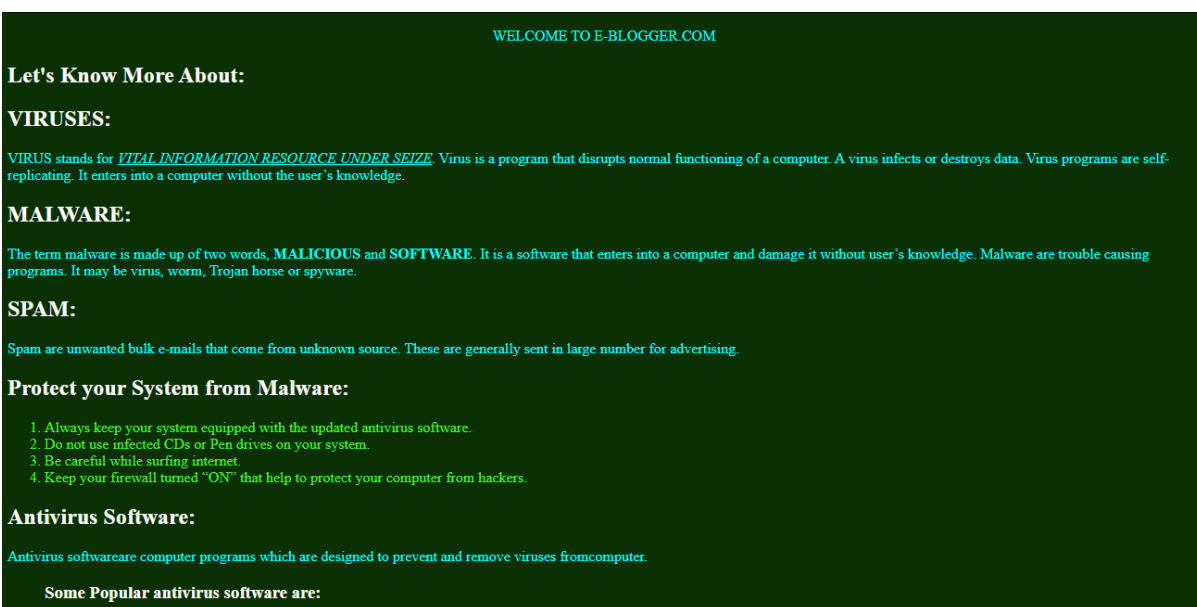 WELCOME TO E-BLOGGER.COM
Let's Know More About:
VIRUSES:
VIRUS stands for VITAL INFORMATION RESOURCE UNDER SEIZE. Virus is a program that disrupts normal functioning of a computer. A virus infects or destroys data. Virus programs are self-
replicating. It enters into a computer without the user’s knowledge.
MALWARE:
The term malware is made up of two words, MALICIOUS and SOFTWARE. It is a software that enters into a computer and damage it without user’s knowledge. Malware are trouble causing
programs. It may be virus, worm, Trojan horse or spyware.
SPAM:
Spam are unwanted bulk e-mails that come from unknown source. These are generally sent in large number for advertising.
Protect your System from Malware:
1. Always keep your system equipped with the updated antivirus software.
2. Do not use infected CDs or Pen drives on your system.
3. Be careful while surfing internet.
4. Keep your firewall turned “ON” that help to protect your computer from hackers.
Antivirus Software:
Antivirus softwareare computer programs which are designed to prevent and remove viruses fromcomputer.
Some Popular antivirus software are: